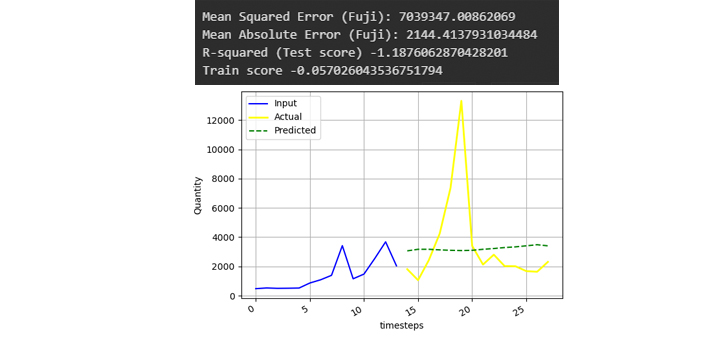 Mean Squared Error (Fuji): 7039347.00862069
Mean Absolute Error (Fuji): 2144.4137931034484
R-squared (Test score) -1.1876062870428201
Train score -0.057026043536751794
Input
Actual
Predicted
12000
10000
8000
6000
4000
2000
0
Quantity
0 5 10 15 20 25
timesteps